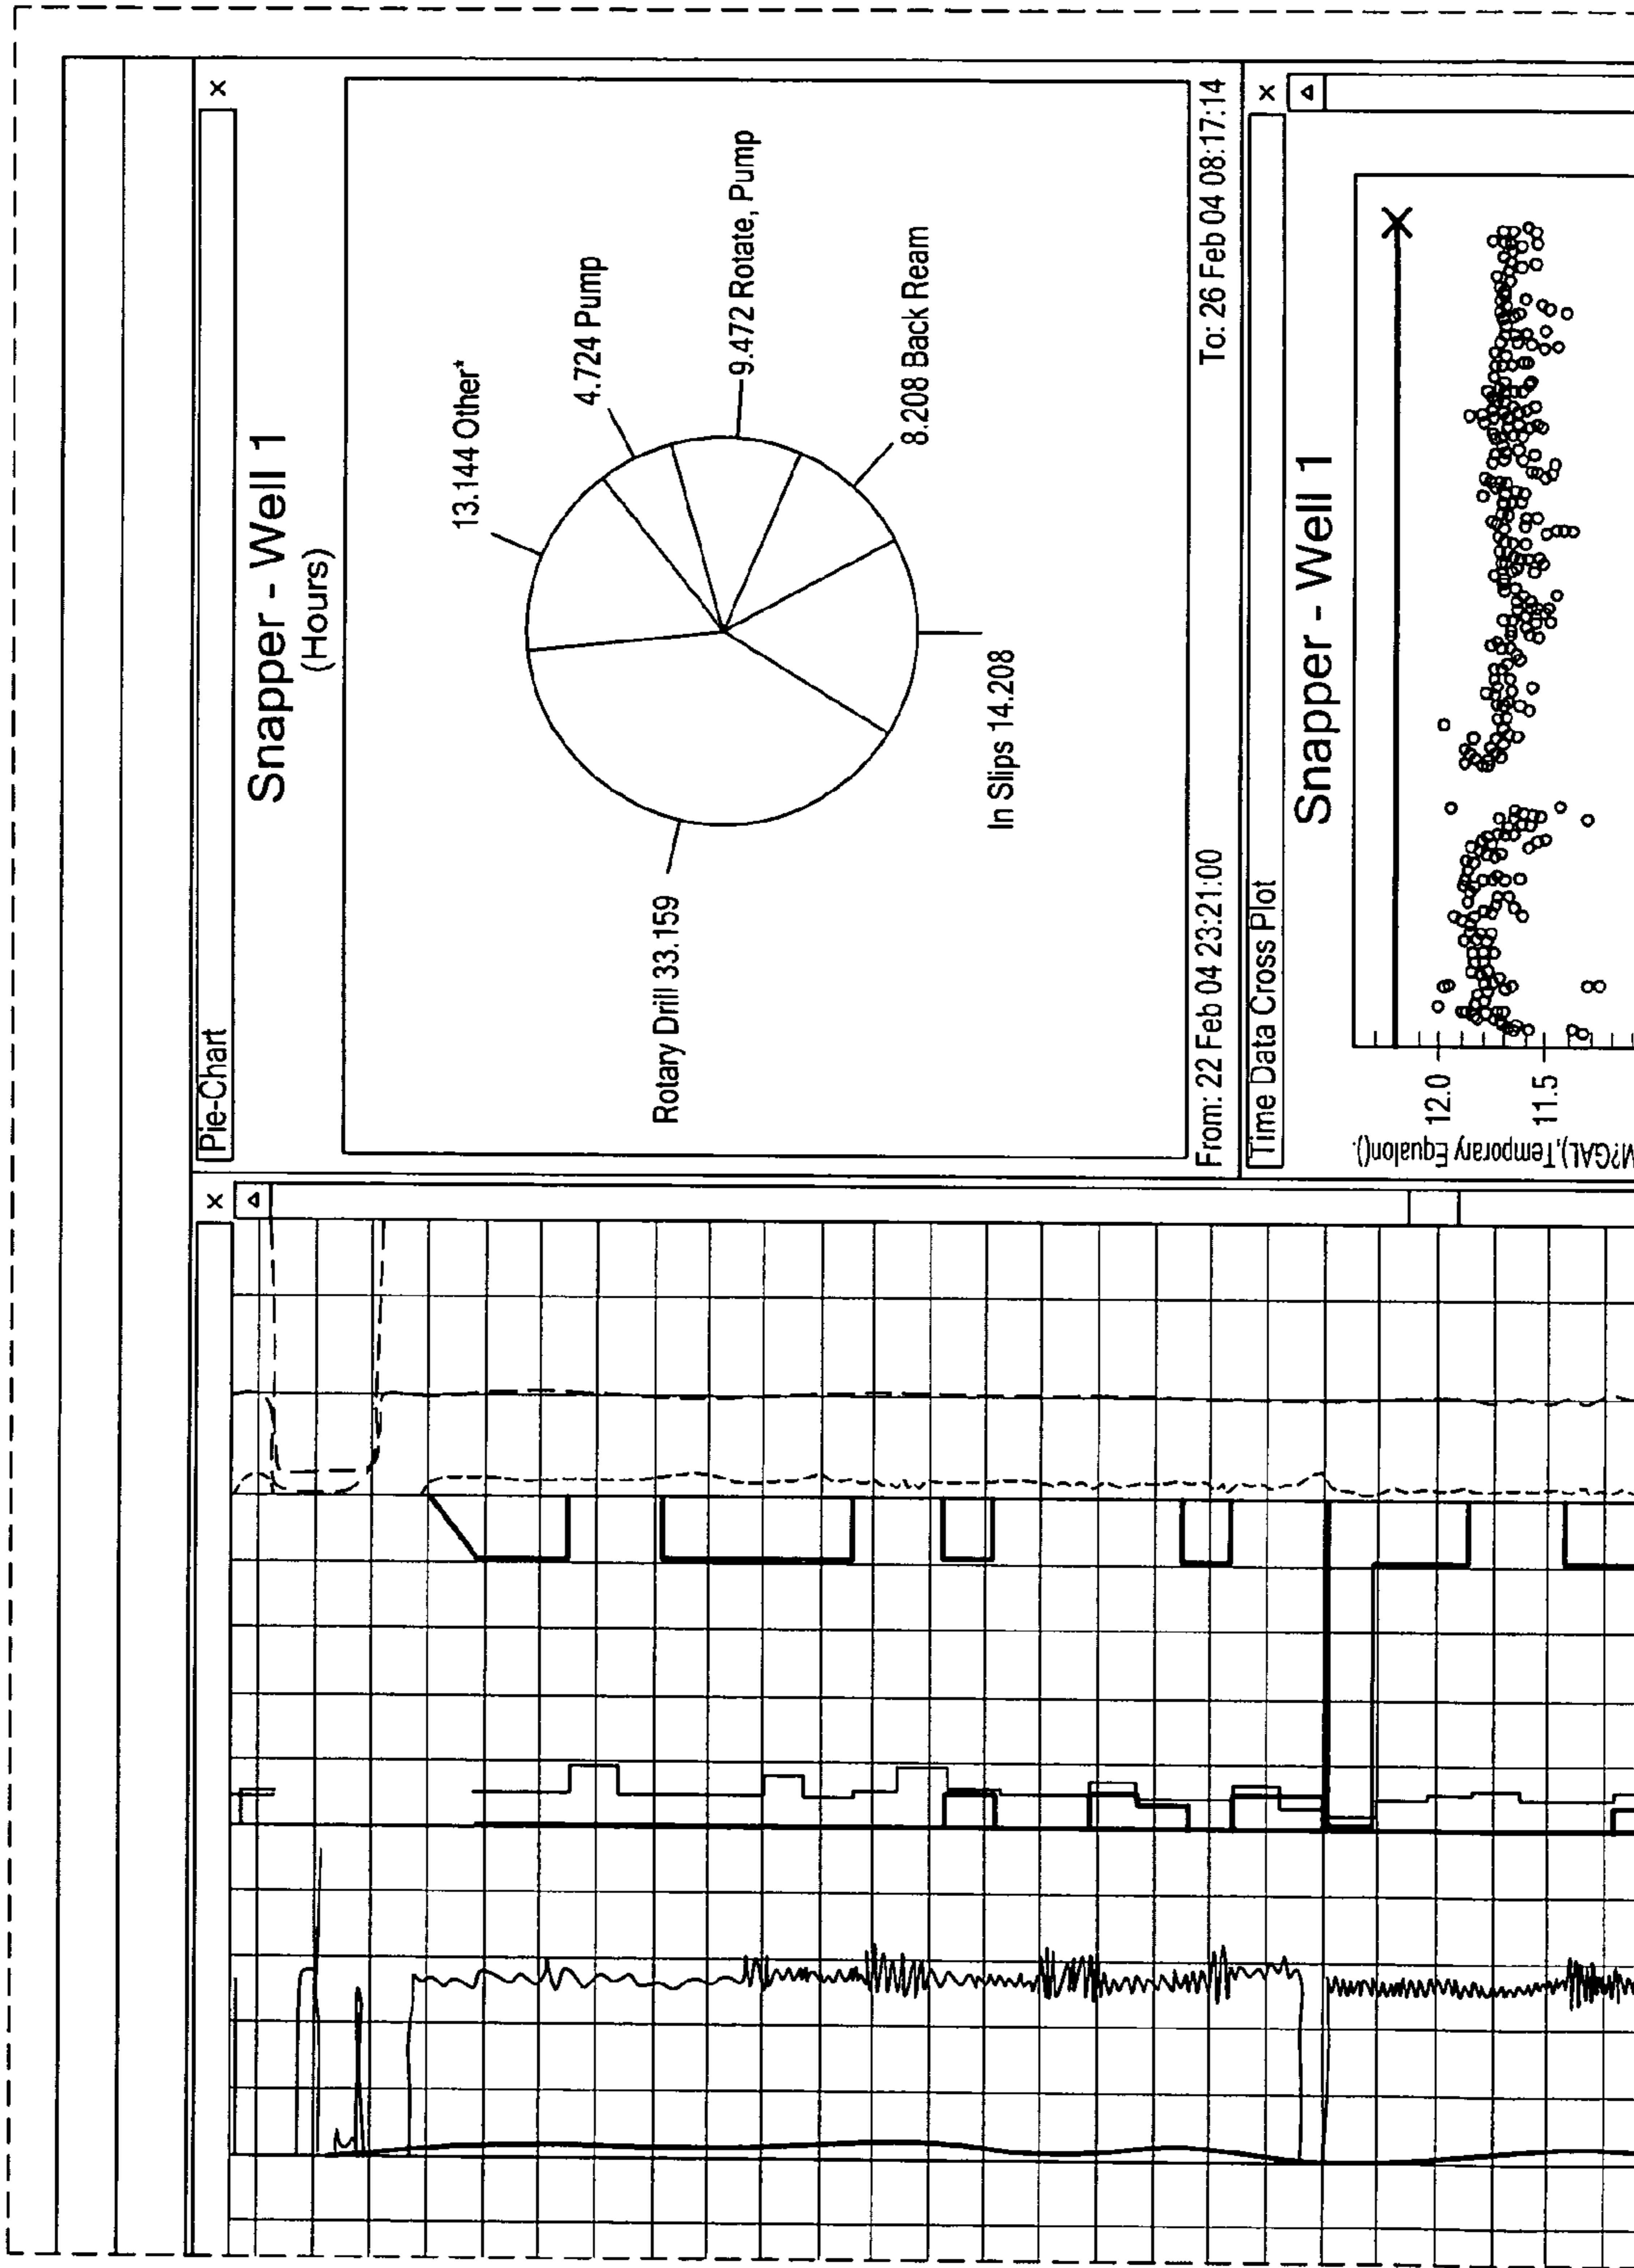 Pie-Chart
x
Snapper - Well 1
(Hours)
13.144 Other*
4.724 Pump
9.472 Rotate, Pump
8.208 Back Ream
In Slips 14.208
Rotary Drill 33.159
From: 22 Feb 04 23:21:00
To: 26 Feb 04 08:17:14
Time Data Cross Plot
x
Snapper - Well 1
12.0
11.5
M?GAL),Temporary Equalon().
x